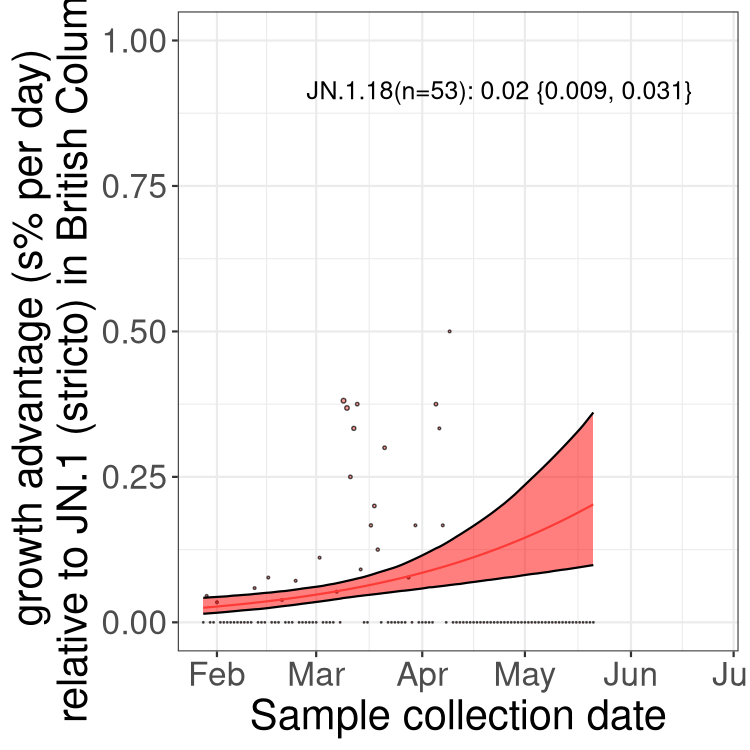 growth advantage (s% per day)
relative to JN.1 (stricto) in British Colum
1.00
0.75
0.50
0.25
0.00
JN.1.18(n=53): 0.02 {0.009, 0.031}
Feb Mar Apr May Jun Ju
Sample collection date